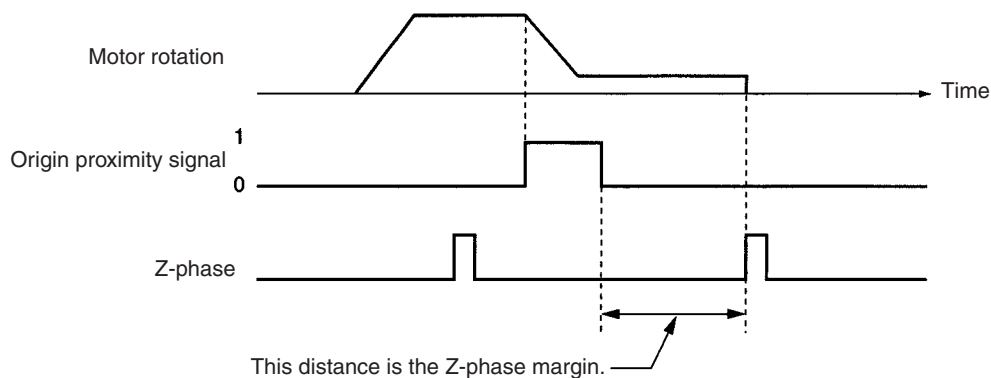 Motor rotation
Time
1
Origin proximity signal
0
Z-phase
This distance is the Z-phase margin.